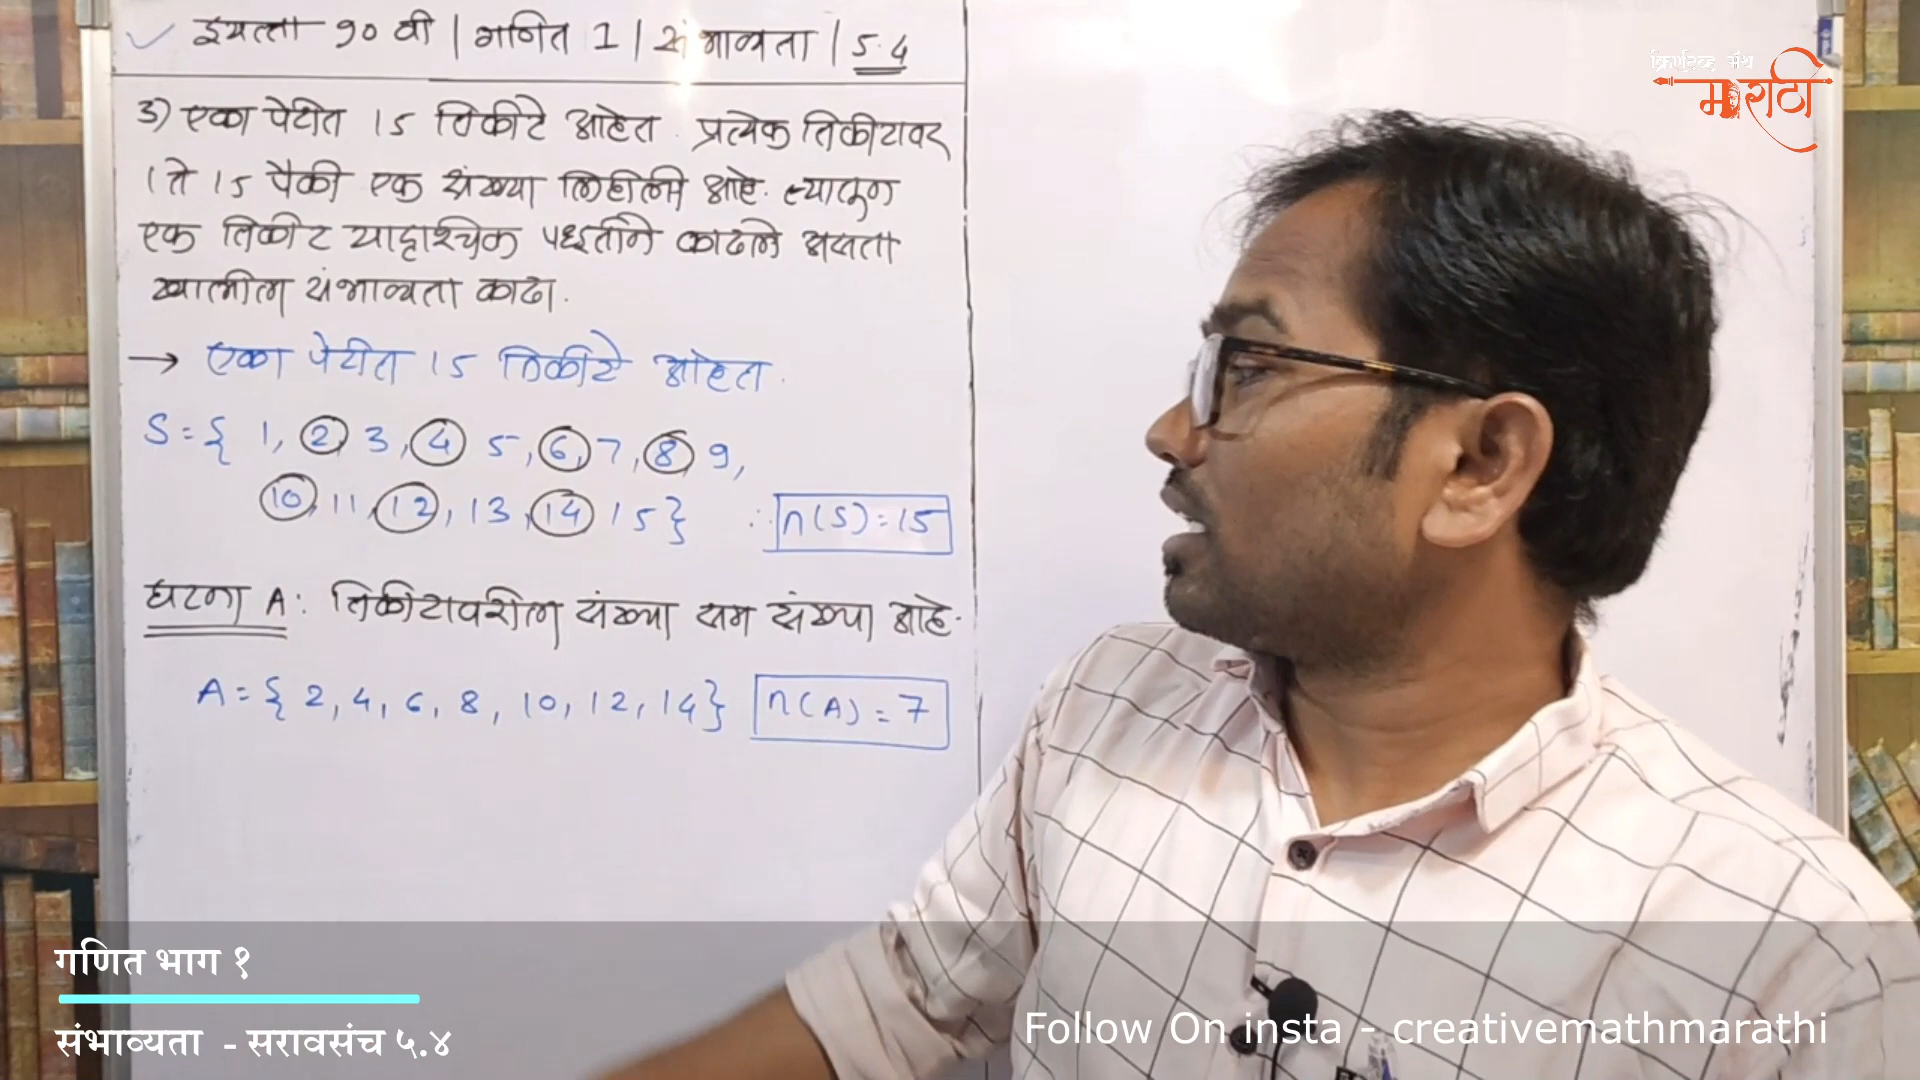 इयत्ता १० वी | गणित 1 | संभाव्यता | 5.4
3) एका पेटीत 15 तिकीटे आहेत. प्रत्येक तिकीटावर
1 ते 15 पैकी एक संख्या लिहीलेली आहे. त्यातून
एक तिकीट यादृाश्चिक पध्दतीने काढले असता
खालील संभाव्यता काढा.
→ एका पेटीत 15 तिकीटे आहेत.
S = { 1, 2, 3, 4, 5, 6, 7, 8, 9,
10, 11, 12, 13, 14, 15 } ∴ n(S) = 15
घटना A : तिकीटावरील संख्या सम संख्या आहे.
A = { 2, 4, 6, 8, 10, 12, 14 } n(A) = 7
क्रिएटिव्ह मॅथ
मराठी
गणित भाग १
संभाव्यता - सरावसंच ५.४
Follow On insta - creativemathmarathi